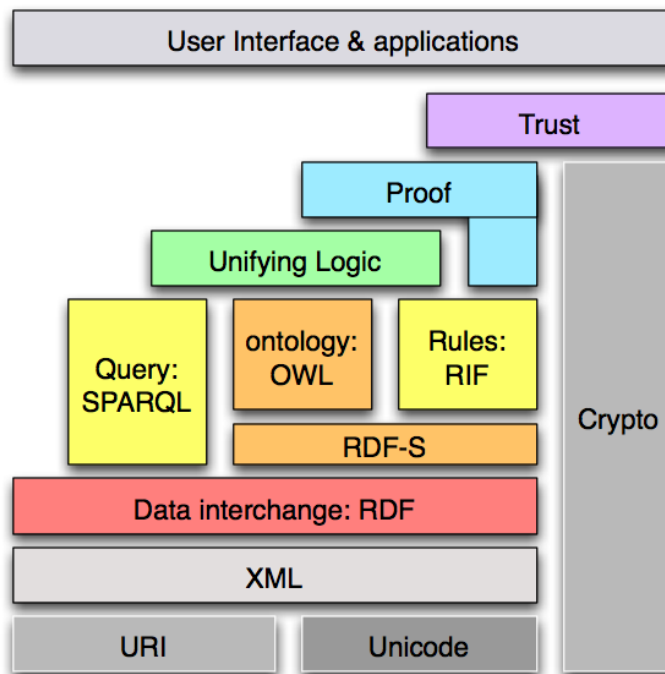 User Interface & applications
Trust
Proof
Unifying Logic
Query:
SPARQL
ontology:
OWL
Rules:
RIF
Crypto
RDF-S
Data interchange: RDF
XML
URI
Unicode